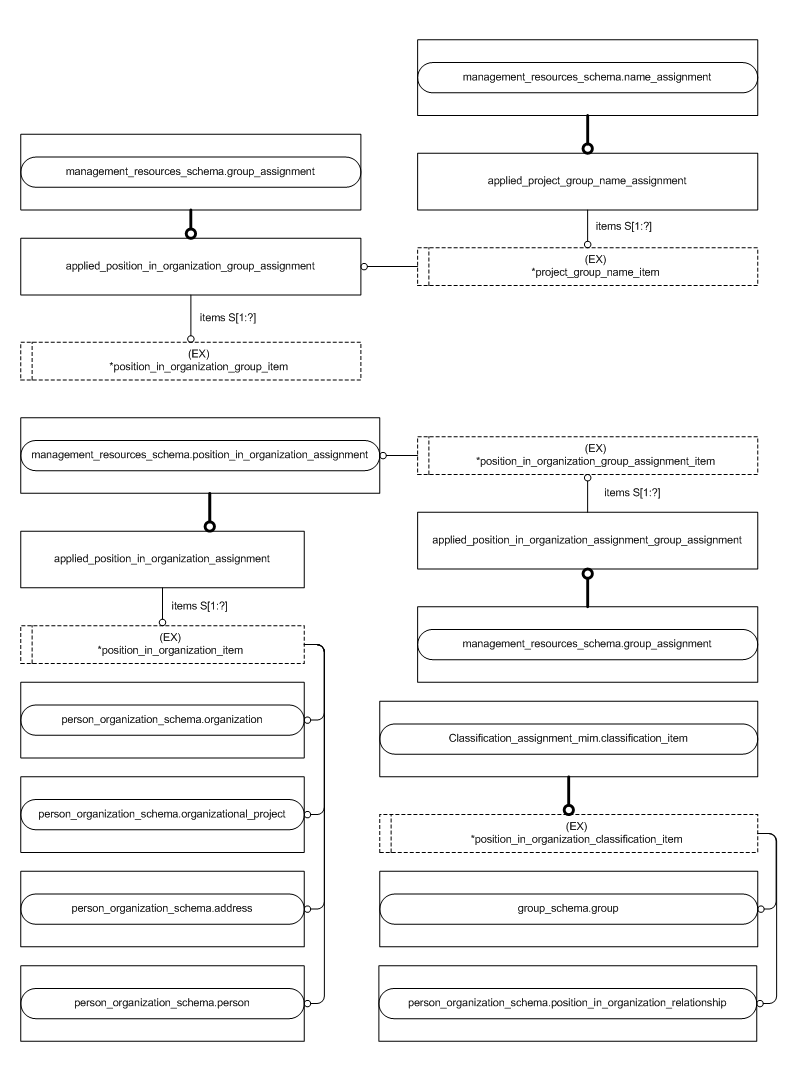 management_resources_schema.name_assignment
management_resources_schema.group_assignment
applied_project_group_name_assignment
items S[1:?]
applied_position_in_organization_group_assignment
(EX)
*project_group_name_item
items S[1:?]
(EX)
*position_in_organization_group_item
management_resources_schema.position_in_organization_assignment
(EX)
*position_in_organization_group_assignment_item
items S[1:?]
applied_position_in_organization_assignment
applied_position_in_organization_assignment_group_assignment
items S[1:?]
(EX)
*position_in_organization_item
management_resources_schema.group_assignment
person_organization_schema.organization
Classification_assignment_mim.classification_item
person_organization_schema.organizational_project
(EX)
*position_in_organization_classification_item
person_organization_schema.address
group_schema.group
person_organization_schema.person
person_organization_schema.position_in_organization_relationship